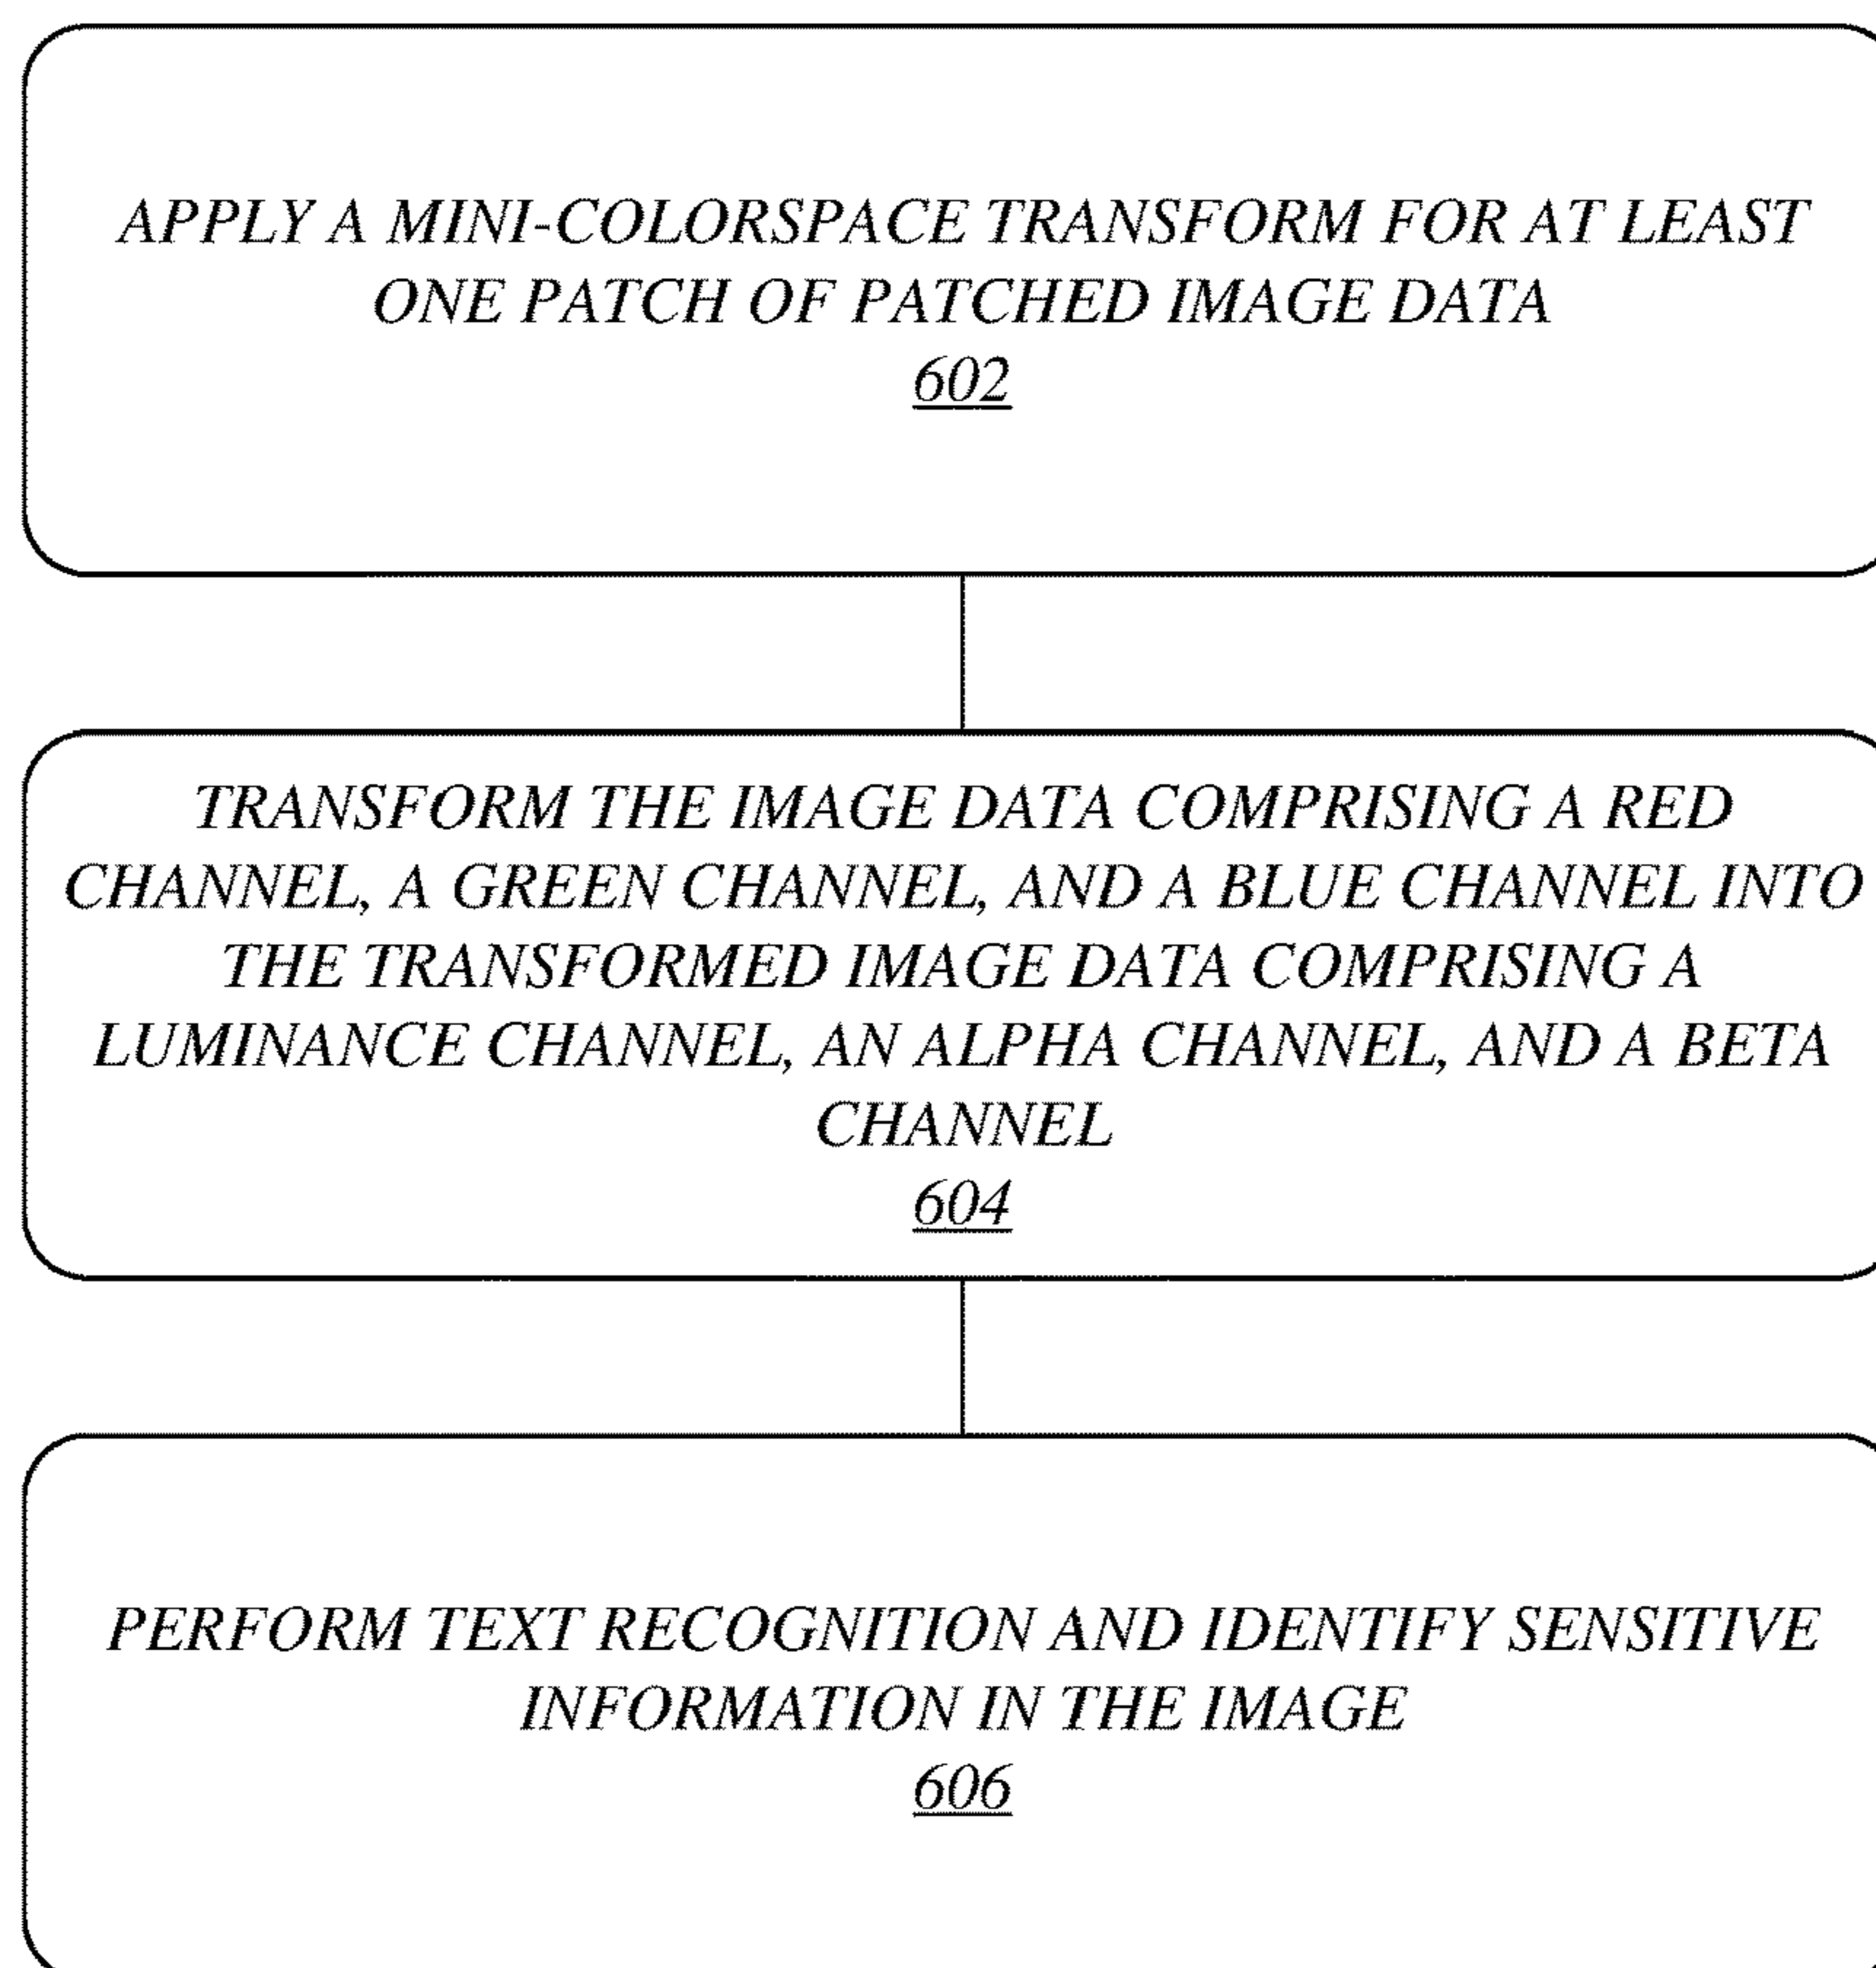 APPLY A MINI-COLORSPACE TRANSFORM FOR AT LEAST
ONE PATCH OF PATCHED IMAGE DATA
602
TRANSFORM THE IMAGE DATA COMPRISING A RED
CHANNEL, A GREEN CHANNEL, AND A BLUE CHANNEL INTO
THE TRANSFORMED IMAGE DATA COMPRISING A
LUMINANCE CHANNEL, AN ALPHA CHANNEL, AND A BETA
CHANNEL
604
PERFORM TEXT RECOGNITION AND IDENTIFY SENSITIVE
INFORMATION IN THE IMAGE
606